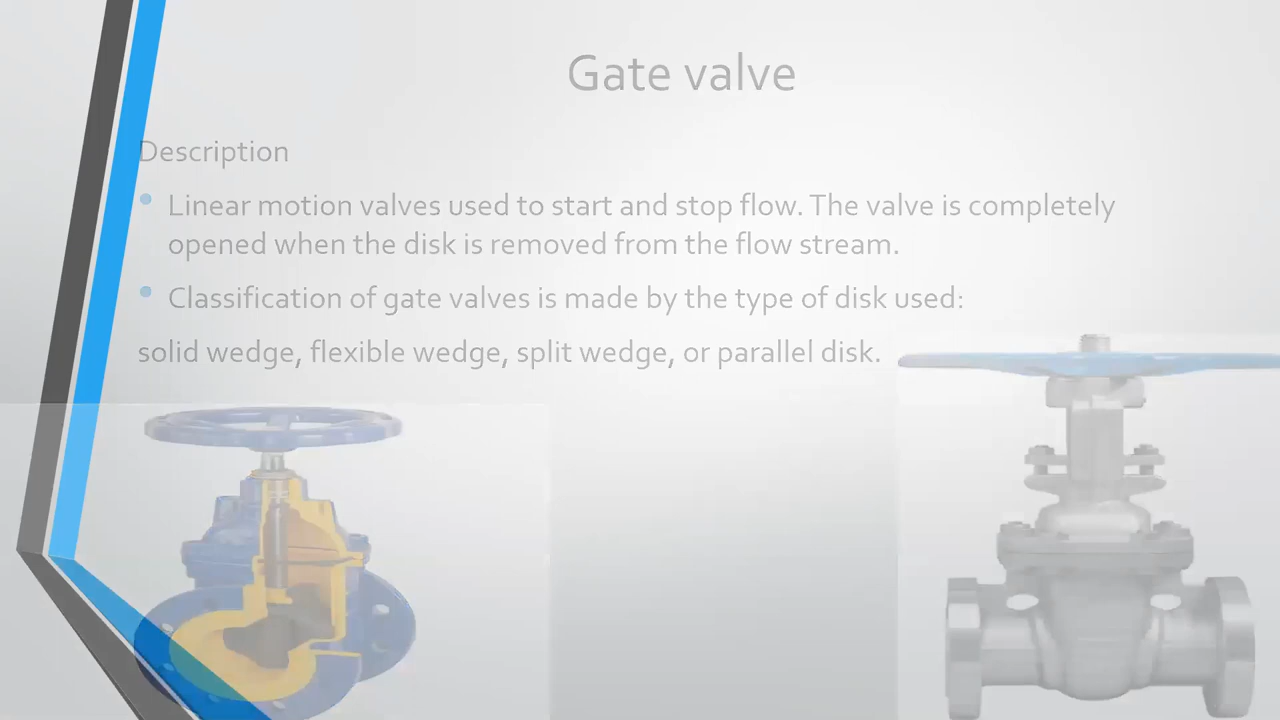 Gate valve
Description
• Linear motion valves used to start and stop flow. The valve is completely
opened when the disk is removed from the flow stream.
• Classification of gate valves is made by the type of disk used:
solid wedge, flexible wedge, split wedge, or parallel disk.